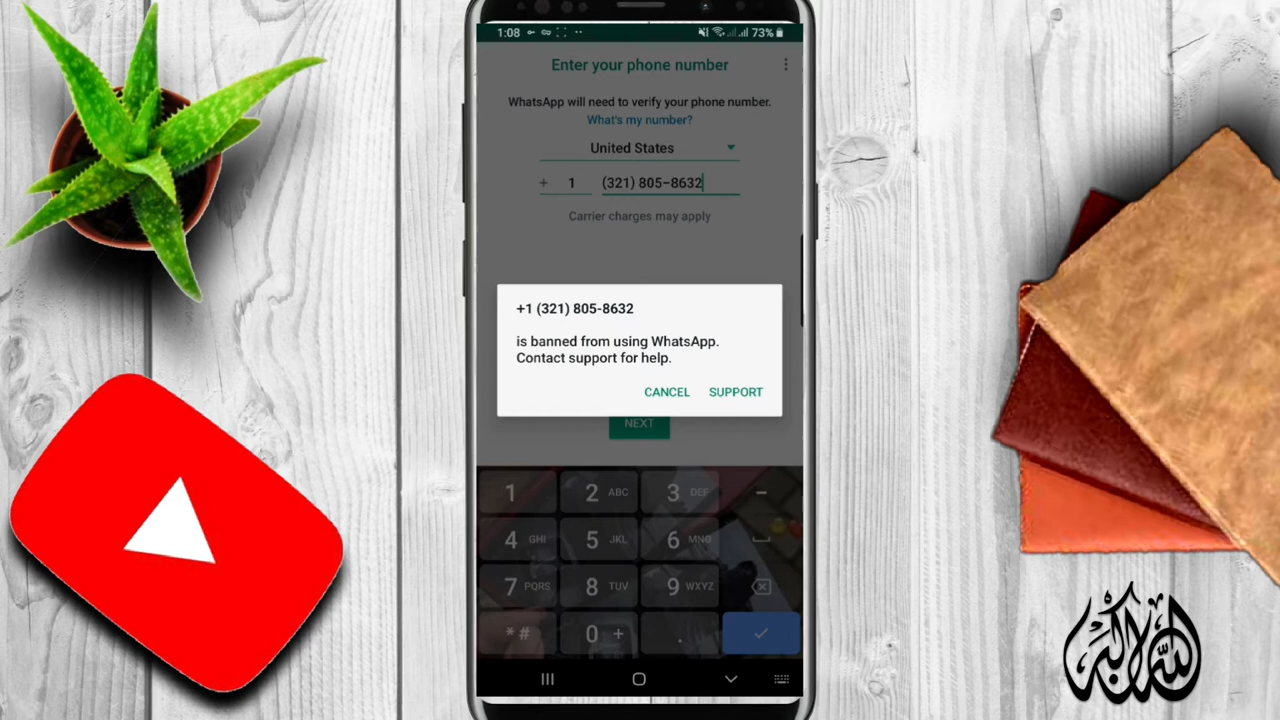 1:08
73%
Enter your phone number
WhatsApp will need to verify your phone number.
What's my number?
United States
+ 1 (321) 805-8632
Carrier charges may apply
+1 (321) 805-8632
is banned from using WhatsApp.
Contact support for help.
CANCEL SUPPORT
NEXT
1 2 ABC 3 DEF -
4 GHI 5 JKL 6 MNO
7 PQRS 8 TUV 9 WXYZ
*# 0 + .
الله أكبر